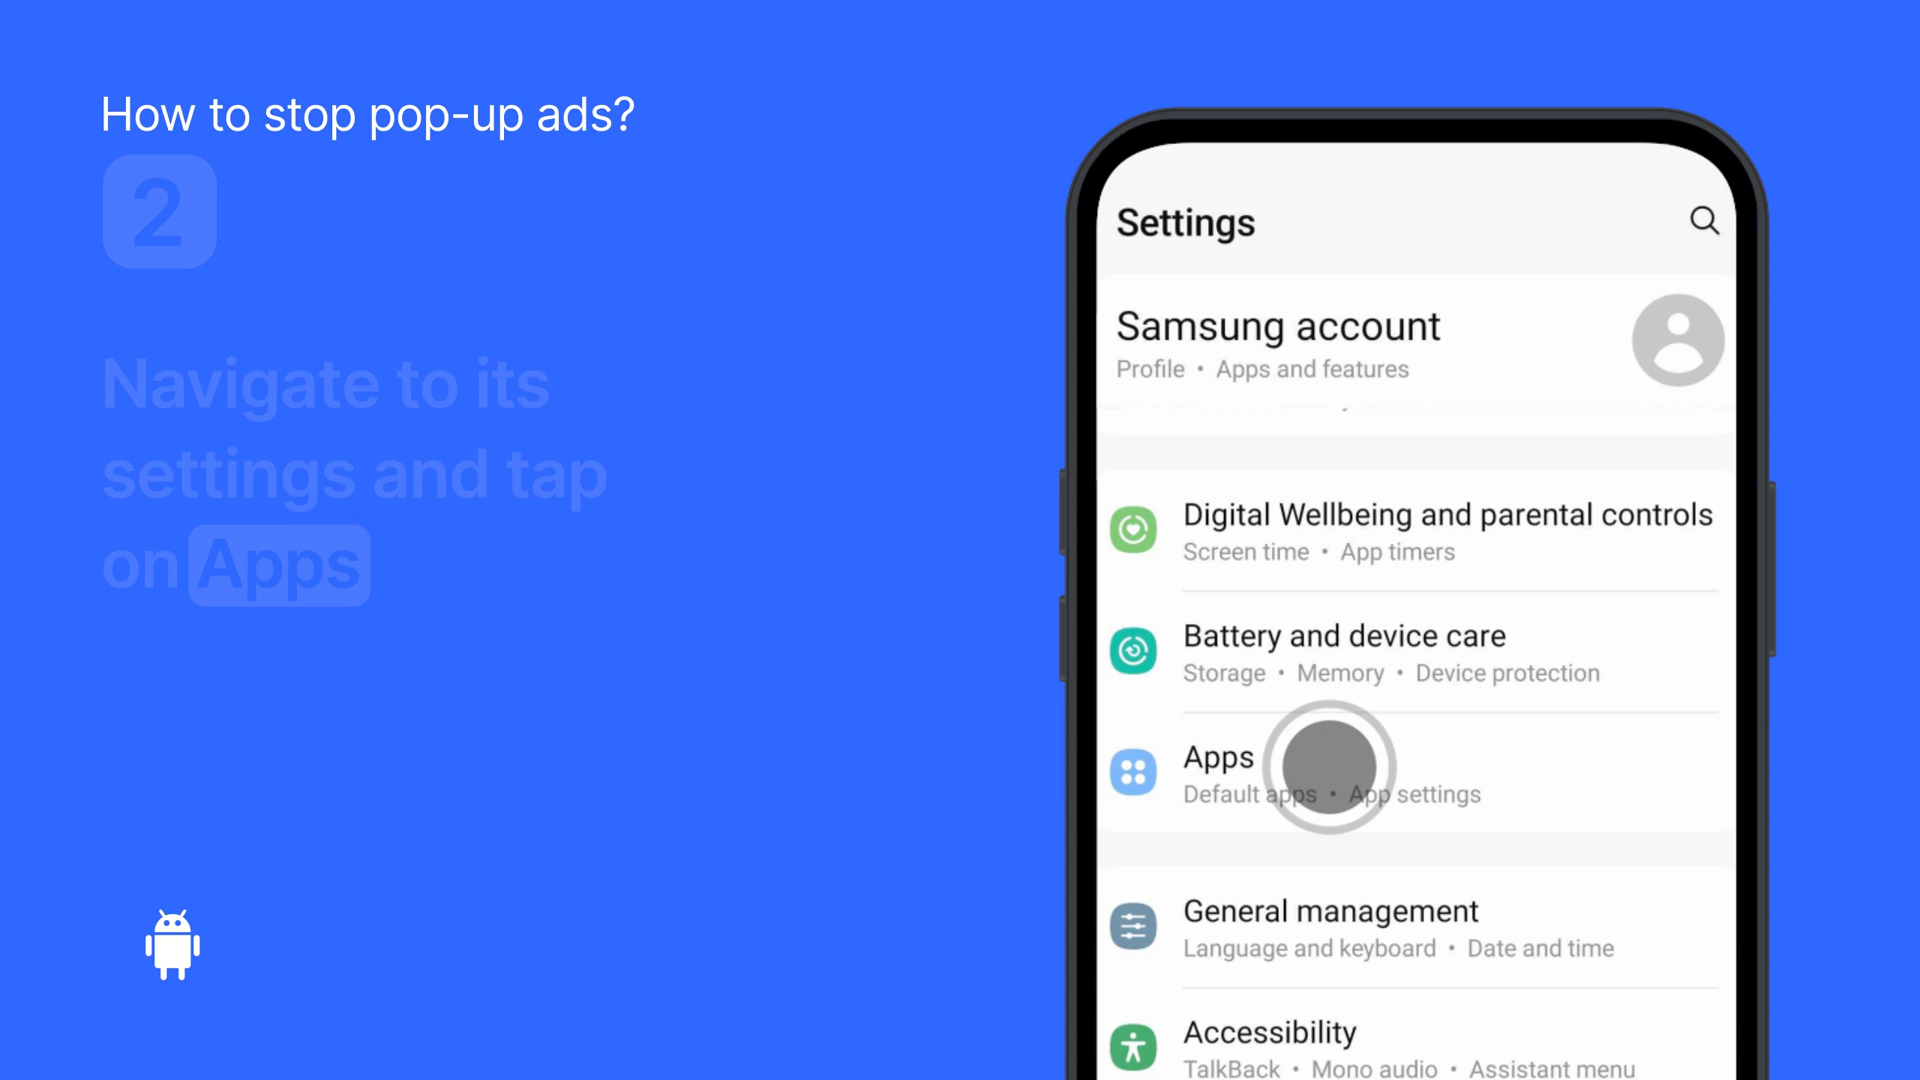 How to stop pop-up ads?
2
Navigate to its
settings and tap
on Apps
Settings
Samsung account
Profile • Apps and features
Digital Wellbeing and parental controls
Screen time • App timers
Battery and device care
Storage • Memory • Device protection
Apps
Default apps • App settings
General management
Language and keyboard • Date and time
Accessibility
TalkBack • Mono audio • Assistant menu